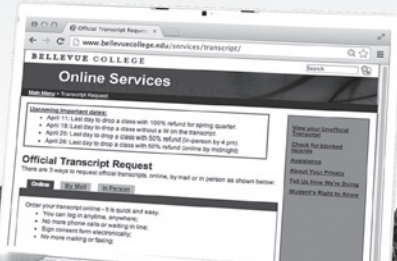 Official Transcript Reques
www.bellevuecollege.edu/services/transcript/
BELLEVUE COLLEGE
Search
Online Services
Main Menu > Transcript Request
Upcoming important dates:
• April 11: Last day to drop a class with 100% refund for spring quarter.
• April 18: Last day to drop a class without a W on the transcript.
• April 25: Last day to drop a class with 50% refund (in-person by 4 pm)
• April 26: Last day to drop a class with 50% refund (online by midnight)
Official Transcript Request
There are 3 ways to request official transcripts, online, by mail or in person as shown below:
Online
By Mail
In Person
Order your transcript online - it is quick and easy.
• You can log in anytime, anywhere;
• No more phone calls or waiting in line;
• Sign consent form electronically;
• No more mailing or faxing;
View your Unofficial
Transcript
Check for blocked
records
Assistance
About Your Privacy
Tell Us How We're Doing
Student's Right to Know